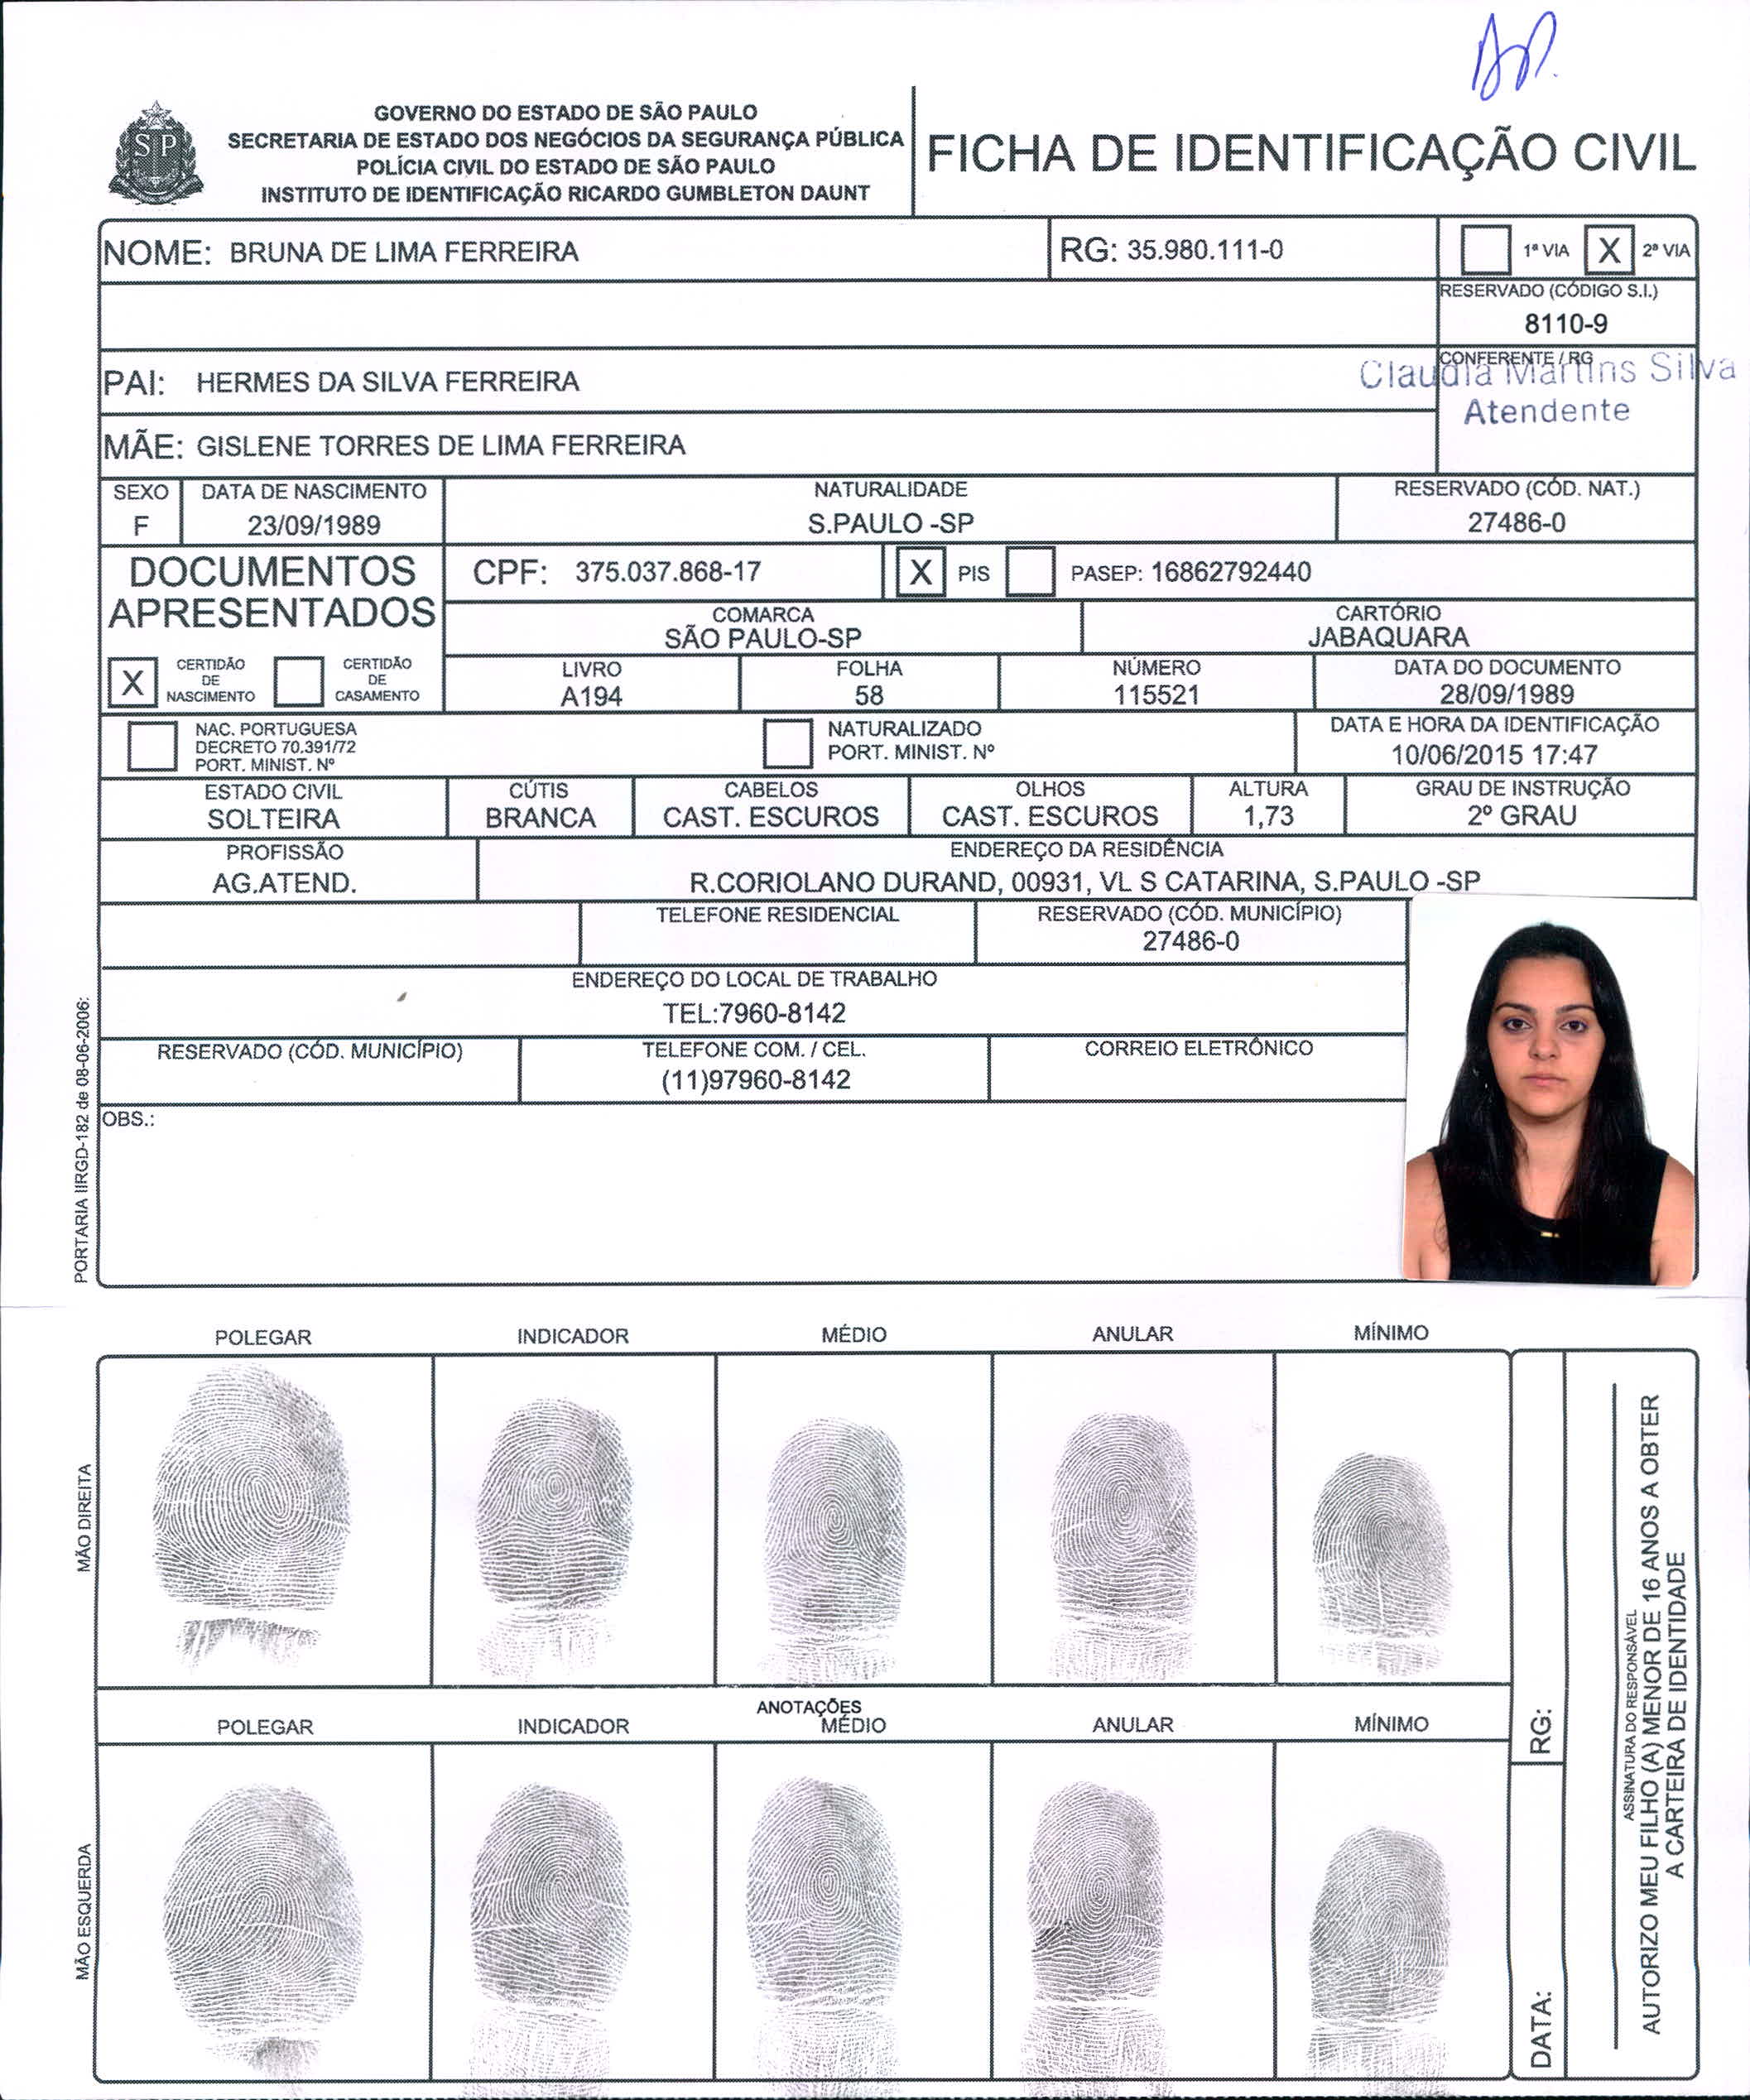 GOVERNO DO ESTADO DE SÃO PAULO
SECRETARIA DE ESTADO DOS NEGÓCIOS DA SEGURANÇA PÚBLICA
POLÍCIA CIVIL DO ESTADO DE SÃO PAULO
INSTITUTO DE IDENTIFICAÇÃO RICARDO GUMBLETON DAUNT
SP
FICHA DE IDENTIFICAÇÃO CIVIL
NOME: BRUNA DE LIMA FERREIRA
RG: 35.980.111-0
1ª VIA X 2ª VIA
RESERVADO (CÓDIGO S.I.)
8110-9
PAI: HERMES DA SILVA FERREIRA
CONFERENTE / RG
Claudia Martins Silva
Atendente
MÃE: GISLENE TORRES DE LIMA FERREIRA
SEXO DATA DE NASCIMENTO NATURALIDADE RESERVADO (CÓD. NAT.)
F 23/09/1989 S.PAULO -SP 27486-0
DOCUMENTOS
APRESENTADOS
CPF: 375.037.868-17 X PIS PASEP: 16862792440
COMARCA CARTÓRIO
SÃO PAULO-SP JABAQUARA
X CERTIDÃO DE NASCIMENTO
CERTIDÃO DE CASAMENTO
LIVRO FOLHA NÚMERO DATA DO DOCUMENTO
A194 58 115521 28/09/1989
NAC. PORTUGUESA
DECRETO 70.391/72
PORT. MINIST. Nº
NATURALIZADO
PORT. MINIST. Nº
DATA E HORA DA IDENTIFICAÇÃO
10/06/2015 17:47
ESTADO CIVIL CÚTIS CABELOS OLHOS ALTURA GRAU DE INSTRUÇÃO
SOLTEIRA BRANCA CAST. ESCUROS CAST. ESCUROS 1,73 2º GRAU
PROFISSÃO ENDEREÇO DA RESIDÊNCIA
AG.ATEND. R.CORIOLANO DURAND, 00931, VL S CATARINA, S.PAULO -SP
TELEFONE RESIDENCIAL RESERVADO (CÓD. MUNICÍPIO)
27486-0
ENDEREÇO DO LOCAL DE TRABALHO
TEL:7960-8142
RESERVADO (CÓD. MUNICÍPIO) TELEFONE COM. / CEL. CORREIO ELETRÔNICO
(11)97960-8142
OBS.:
PORTARIA IIRGD-182 de 08-06-2006:
POLEGAR INDICADOR MÉDIO ANULAR MÍNIMO
MÃO DIREITA
ANOTAÇÕES
POLEGAR INDICADOR MÉDIO ANULAR MÍNIMO
MÃO ESQUERDA
RG:
DATA:
ASSINATURA DO RESPONSÁVEL
AUTORIZO MEU FILHO (A) MENOR DE 16 ANOS A OBTER
A CARTEIRA DE IDENTIDADE